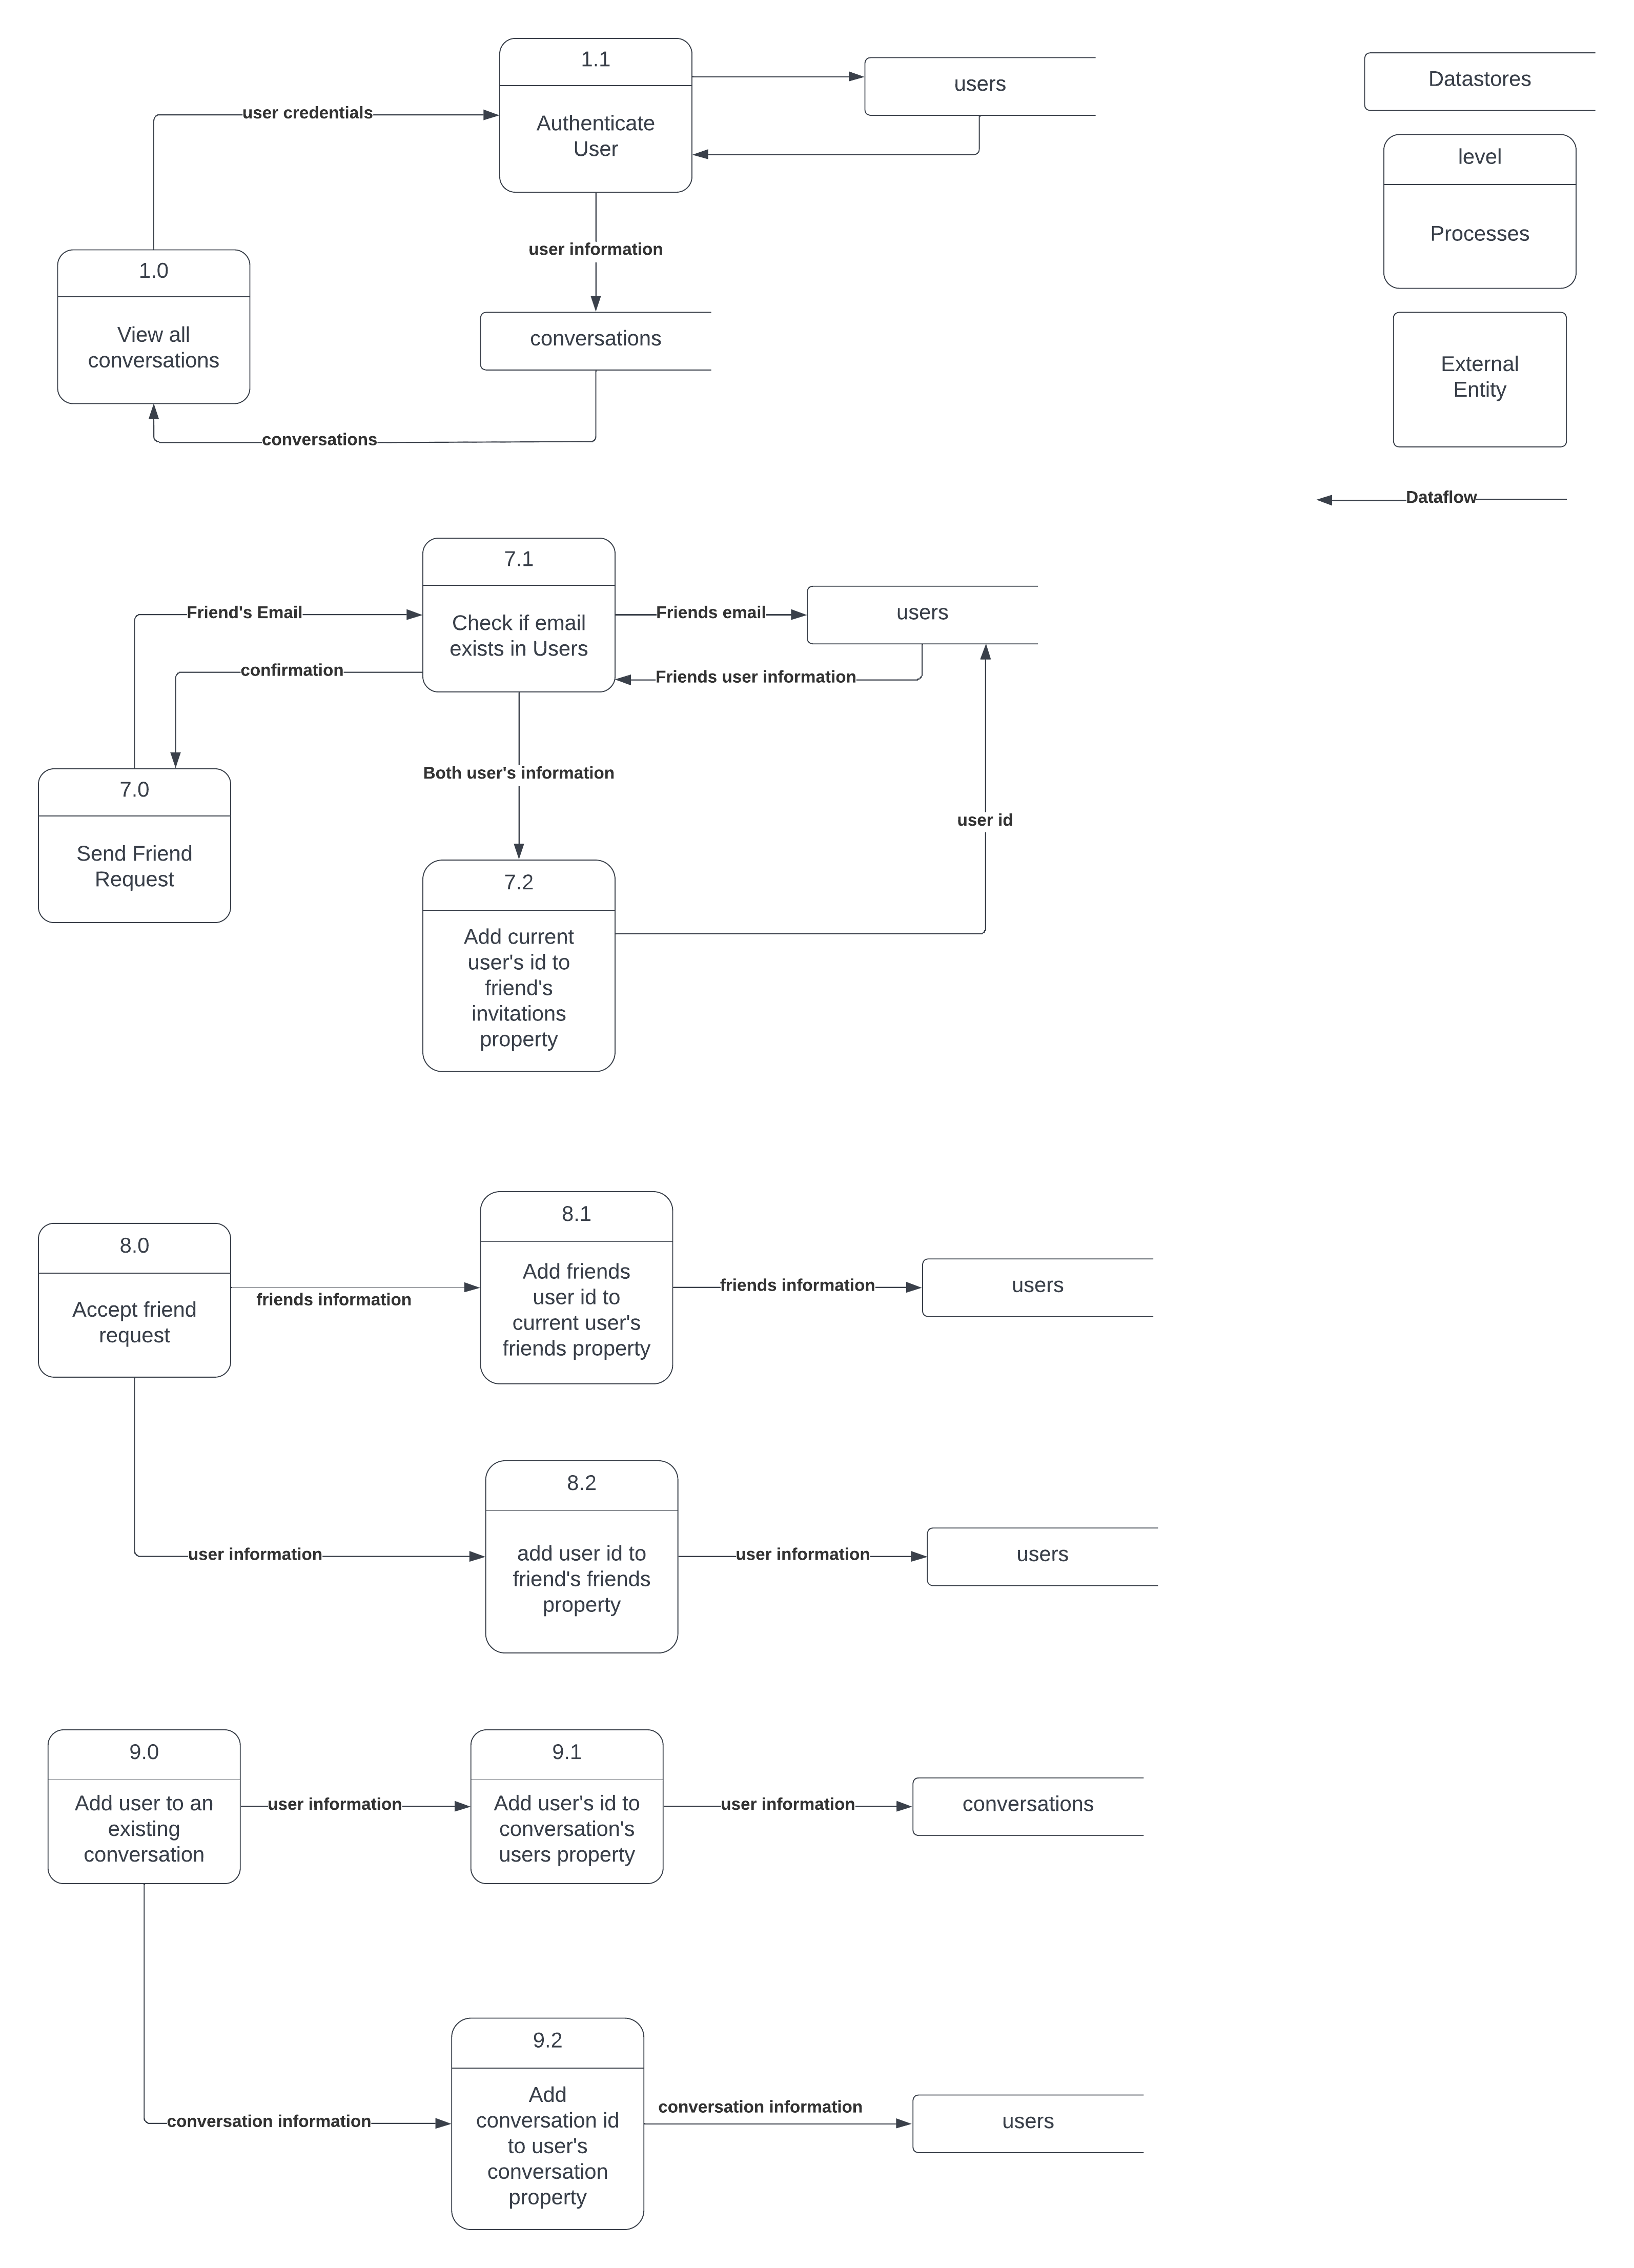 1.1
Authenticate
User
users
user credentials
user information
1.0
View all
conversations
conversations
conversations
Datastores
level
Processes
External
Entity
Dataflow
7.1
Check if email
exists in Users
Friend's Email
Friends email
users
confirmation
Friends user information
Both user's information
7.0
Send Friend
Request
user id
7.2
Add current
user's id to
friend's
invitations
property
8.0
Accept friend
request
friends information
8.1
Add friends
user id to
current user's
friends property
friends information
users
8.2
add user id to
friend's friends
property
user information
user information
users
9.0
Add user to an
existing
conversation
user information
9.1
Add user's id to
conversation's
users property
user information
conversations
9.2
Add
conversation id
to user's
conversation
property
conversation information
conversation information
users